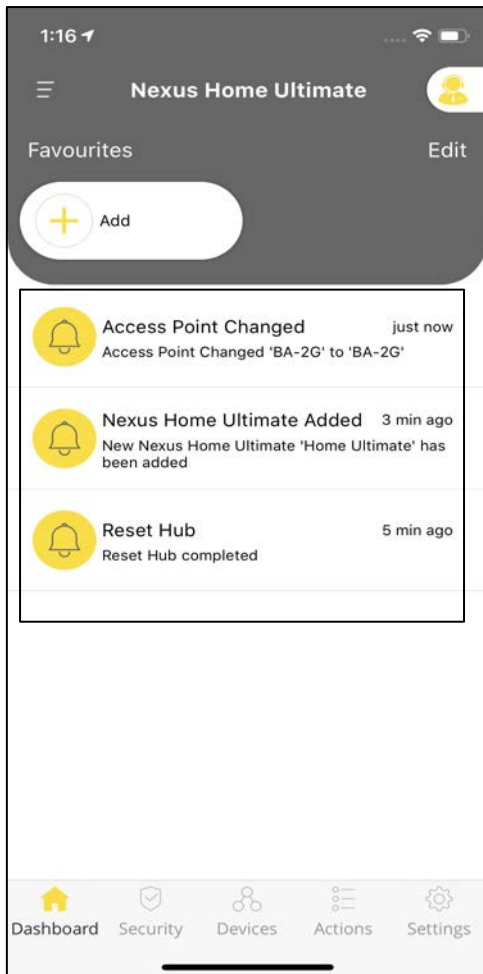 1:16
Nexus Home Ultimate
Favourites
Edit
Add
Access Point Changed
just now
Access Point Changed 'BA-2G' to 'BA-2G'
Nexus Home Ultimate Added
3 min ago
New Nexus Home Ultimate 'Home Ultimate' has
been added
Reset Hub
5 min ago
Reset Hub completed
Dashboard
Security
Devices
Actions
Settings